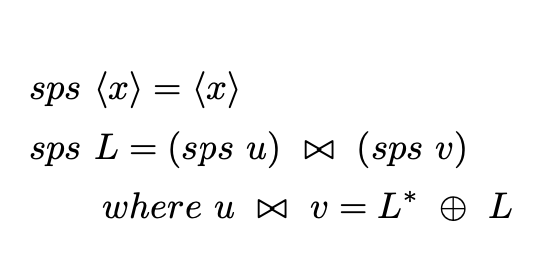 sps ⟨x⟩ = ⟨x⟩
sps L = (sps u) ⋈ (sps v)
where u ⋈ v = L* ⊕ L